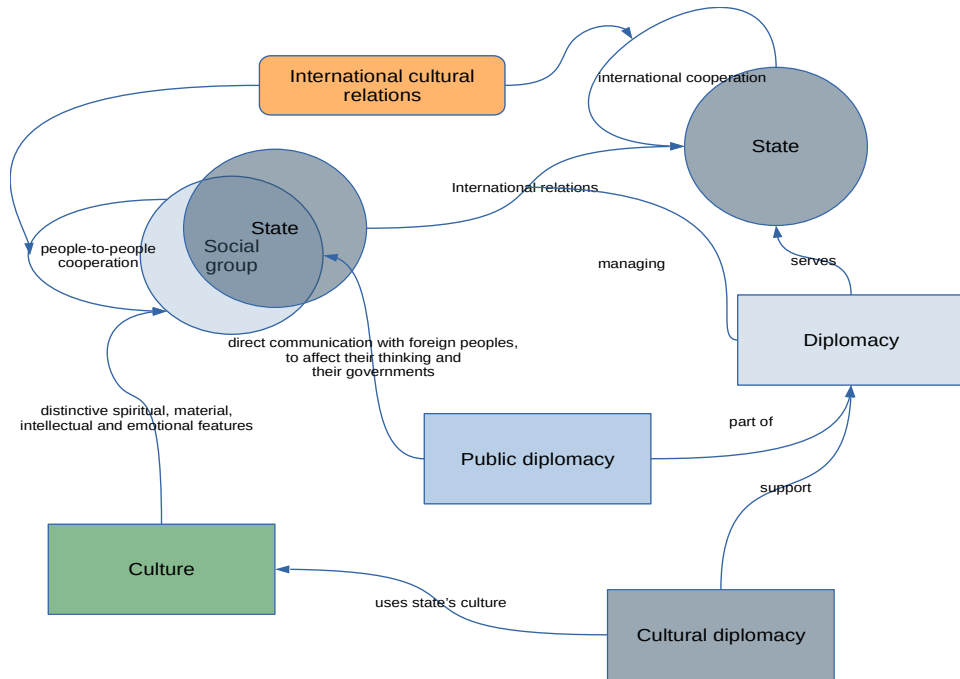 International cultural
relations
international cooperation
State
International relations
State
Social
group
people-to-people
cooperation
managing
serves
Diplomacy
direct communication with foreign peoples,
to affect their thinking and
their governments
distinctive spiritual, material,
intellectual and emotional features
part of
Public diplomacy
support
Culture
uses state’s culture
Cultural diplomacy